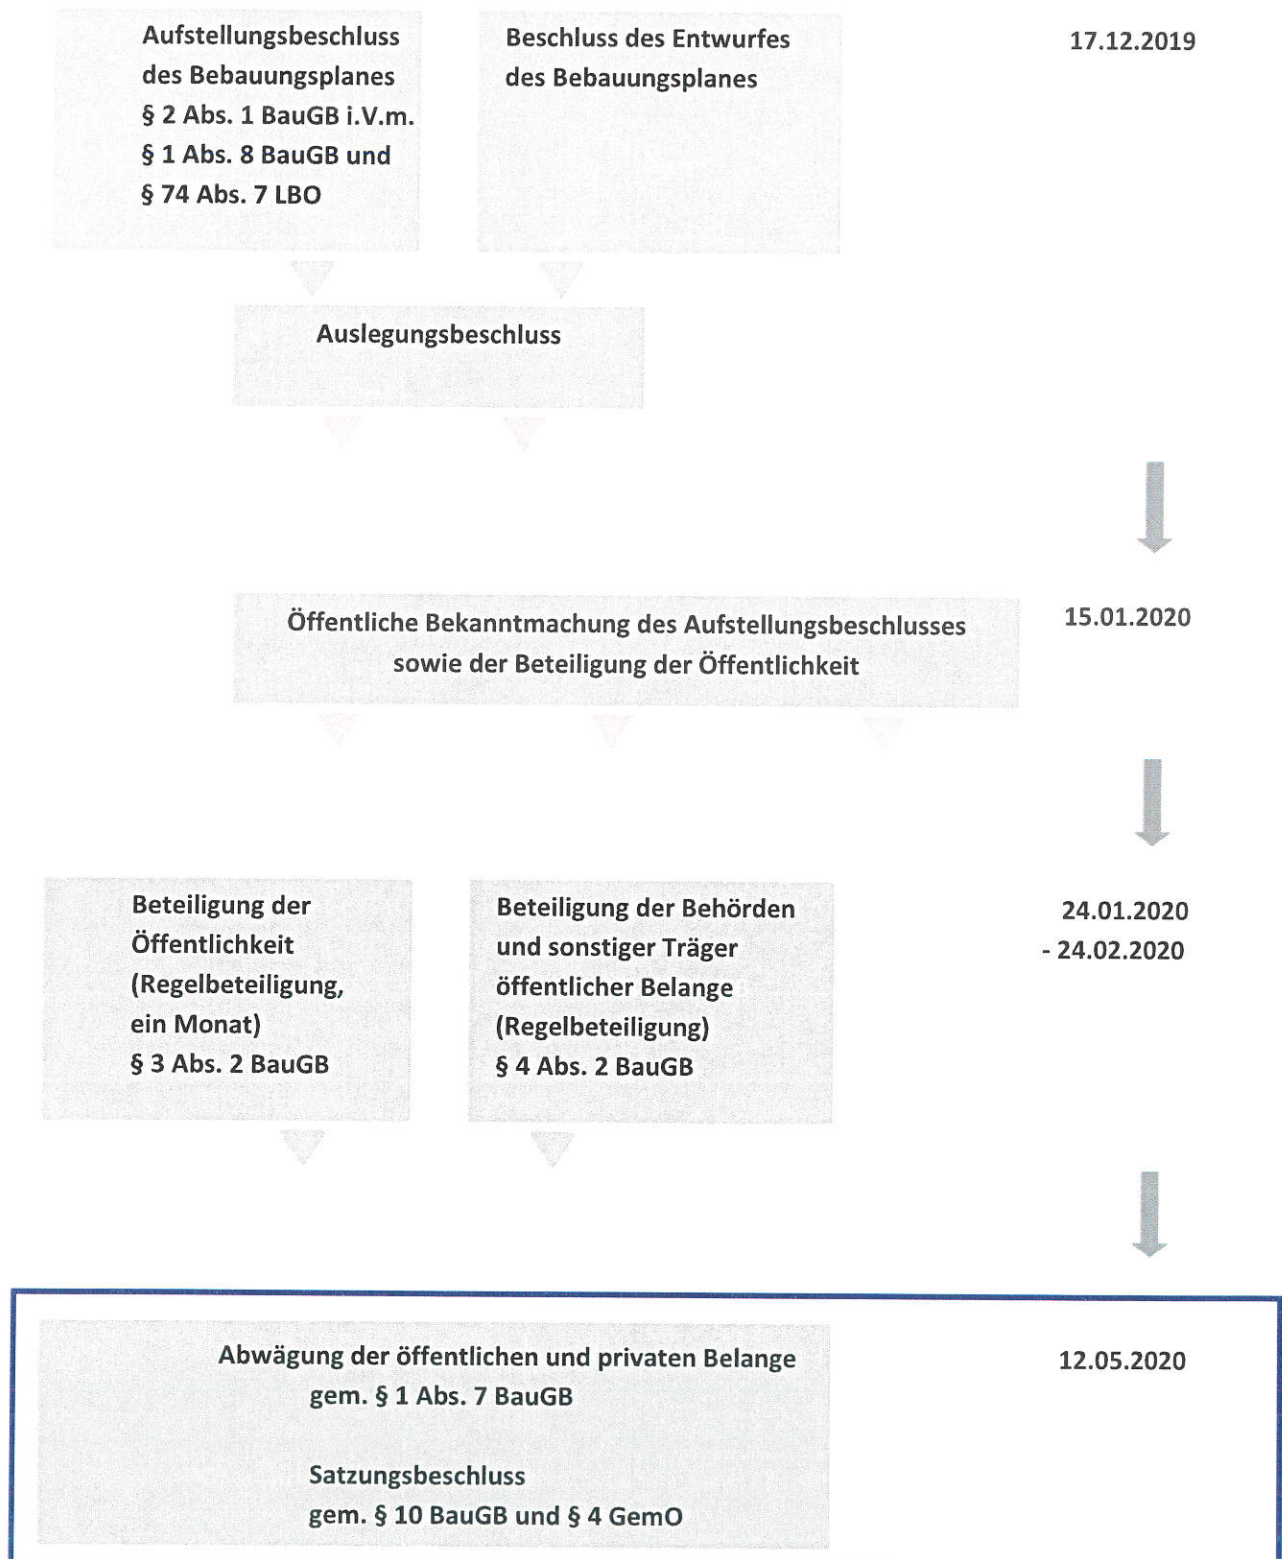 Aufstellungsbeschluss
des Bebauungsplanes
§ 2 Abs. 1 BauGB i.V.m.
§ 1 Abs. 8 BauGB und
§ 74 Abs. 7 LBO
Beschluss des Entwurfes
des Bebauungsplanes
17.12.2019
Auslegungsbeschluss
Öffentliche Bekanntmachung des Aufstellungsbeschlusses
sowie der Beteiligung der Öffentlichkeit
15.01.2020
Beteiligung der
Öffentlichkeit
(Regelbeteiligung,
ein Monat)
§ 3 Abs. 2 BauGB
Beteiligung der Behörden
und sonstiger Träger
öffentlicher Belange
(Regelbeteiligung)
§ 4 Abs. 2 BauGB
24.01.2020
- 24.02.2020
Abwägung der öffentlichen und privaten Belange
gem. § 1 Abs. 7 BauGB
12.05.2020
Satzungsbeschluss
gem. § 10 BauGB und § 4 GemO